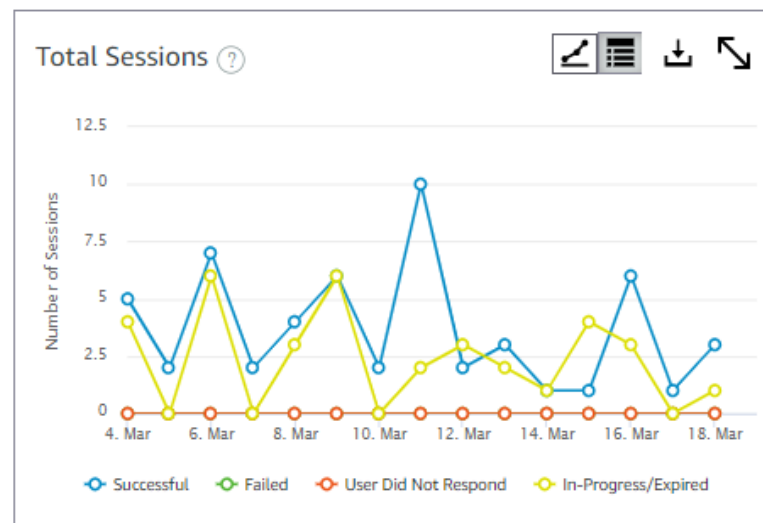 Total Sessions ?
12.5
10
7.5
5
2.5
0
Number of Sessions
4. Mar 6. Mar 8. Mar 10. Mar 12. Mar 14. Mar 16. Mar 18. Mar
Successful Failed User Did Not Respond In-Progress/Expired